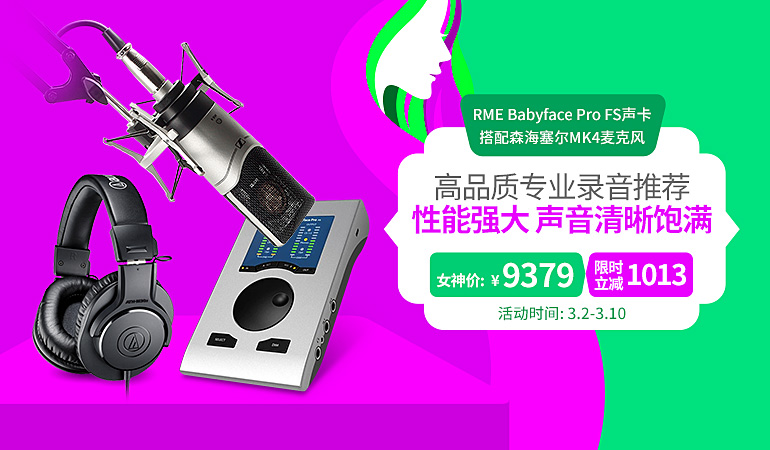 RME Babyface Pro FS声卡
搭配森海塞尔MK4麦克风
高品质专业录音推荐
性能强大 声音清晰饱满
女神价: ¥ 9379
限时
立减 1013
活动时间: 3.2-3.10
SELECT
DIM